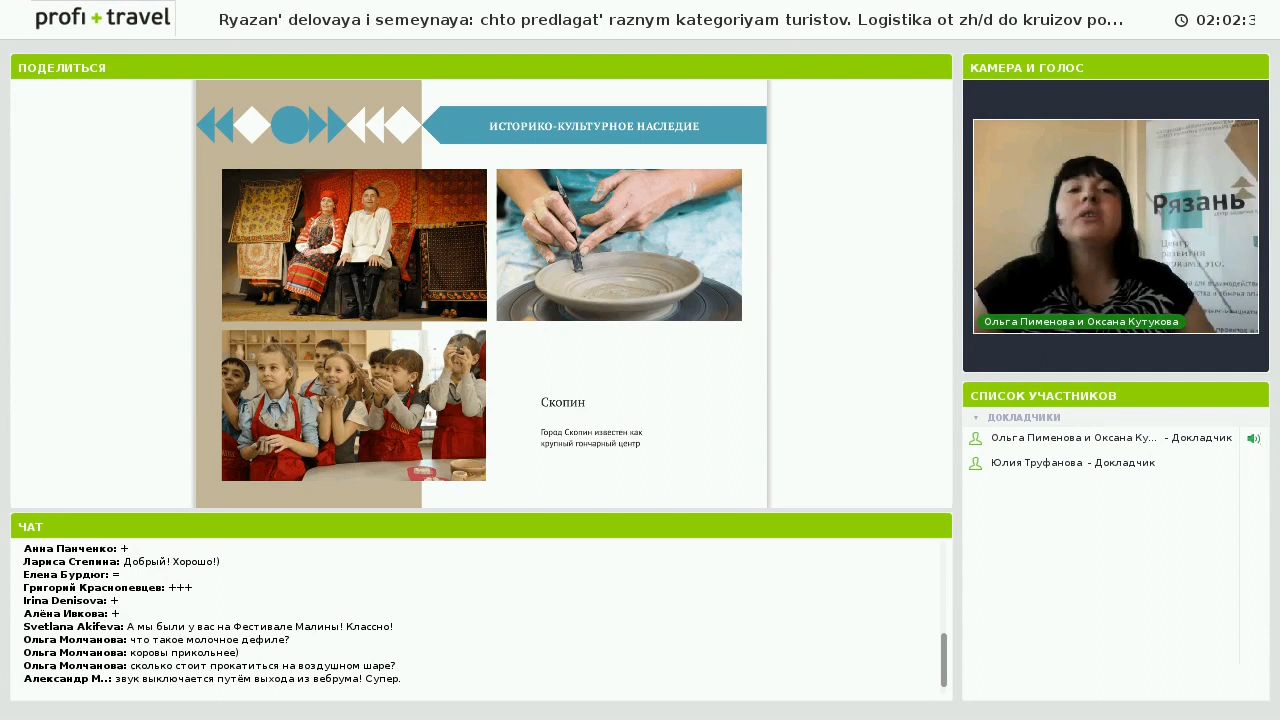 profi + travel
Ryazan' delovaya i semeynaya: chto predlagat' raznym kategoriyam turistov. Logistika ot zh/d do kruizov po...
02:02:3
ПОДЕЛИТЬСЯ
ИСТОРИКО-КУЛЬТУРНОЕ НАСЛЕДИЕ
Скопин
Город Скопин известен как
крупный гончарный центр
КАМЕРА И ГОЛОС
Рязань
Центр
развития
Ольга Пименова и Оксана Кутукова
СПИСОК УЧАСТНИКОВ
ДОКЛАДЧИКИ
Ольга Пименова и Оксана Ку... - Докладчик
Юлия Труфанова - Докладчик
ЧАТ
Анна Панченко: +
Лариса Степина: Добрый! Хорошо!)
Елена Бурдюг: =
Григорий Краснопевцев: +++
Irina Denisova: +
Алёна Ивкова: +
Svetlana Akifeva: А мы были у вас на Фестивале Малины! Классно!
Ольга Молчанова: что такое молочное дефиле?
Ольга Молчанова: коровы прикольнее)
Ольга Молчанова: сколько стоит прокатиться на воздушном шаре?
Александр М..: звук выключается путём выхода из вебрума! Супер.